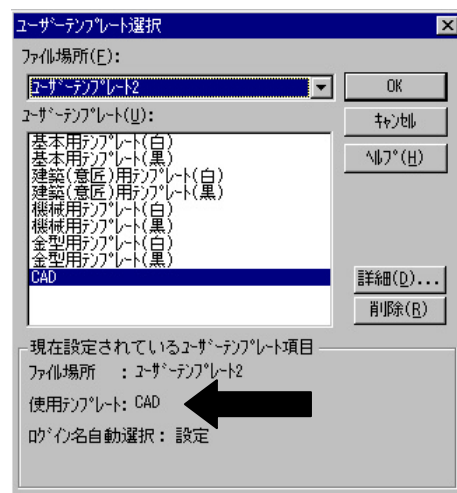 ユーザーテンプレート選択
ファイル場所(F):
ユーザーテンプレート2
OK
ユーザーテンプレート(U):
キャンセル
ヘルプ(H)
基本用テンプレート(白)
基本用テンプレート(黒)
建築(意匠)用テンプレート(白)
建築(意匠)用テンプレート(黒)
機械用テンプレート(白)
機械用テンプレート(黒)
金型用テンプレート(白)
金型用テンプレート(黒)
CAD
詳細(D)...
削除(R)
現在設定されているユーザーテンプレート項目
ファイル場所 : ユーザーテンプレート2
使用テンプレート: CAD
ログイン名自動選択: 設定